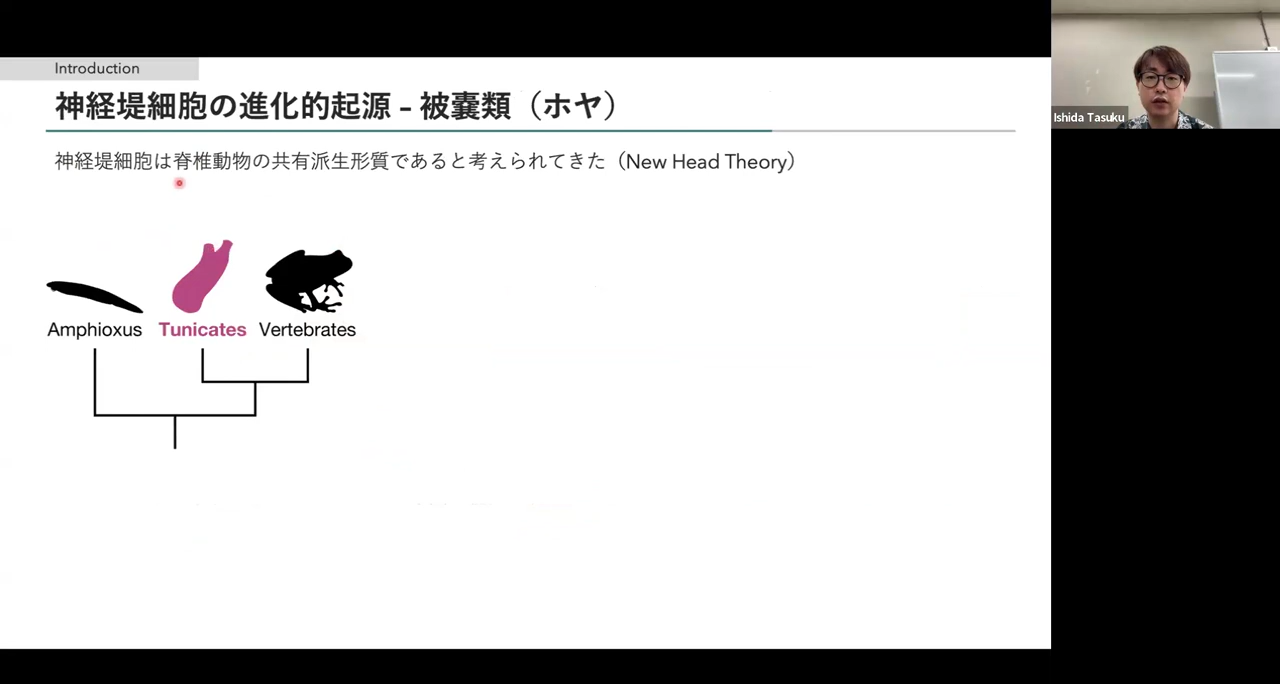 Introduction
神経堤細胞の進化的起源 – 被嚢類（ホヤ）
神経堤細胞は脊椎動物の共有派生形質であると考えられてきた（New Head Theory）
Amphioxus Tunicates Vertebrates
Ishida Tasuku